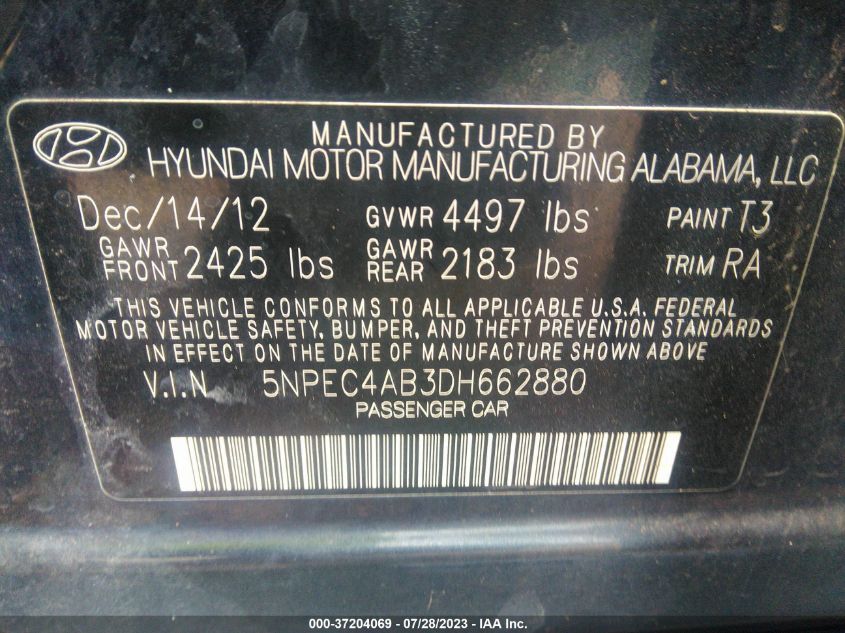 MANUFACTURED BY
HYUNDAI MOTOR MANUFACTURING ALABAMA, LLC
Dec/14/12 GVWR 4497 lbs PAINT T3
GAWR FRONT 2425 lbs GAWR REAR 2183 lbs TRIM RA
THIS VEHICLE CONFORMS TO ALL APPLICABLE U.S.A. FEDERAL
MOTOR VEHICLE SAFETY, BUMPER, AND THEFT PREVENTION STANDARDS
IN EFFECT ON THE DATE OF MANUFACTURE SHOWN ABOVE
V.I.N 5NPEC4AB3DH662880
PASSENGER CAR
000-37204069 — 07/28/2023 — IAA Inc.